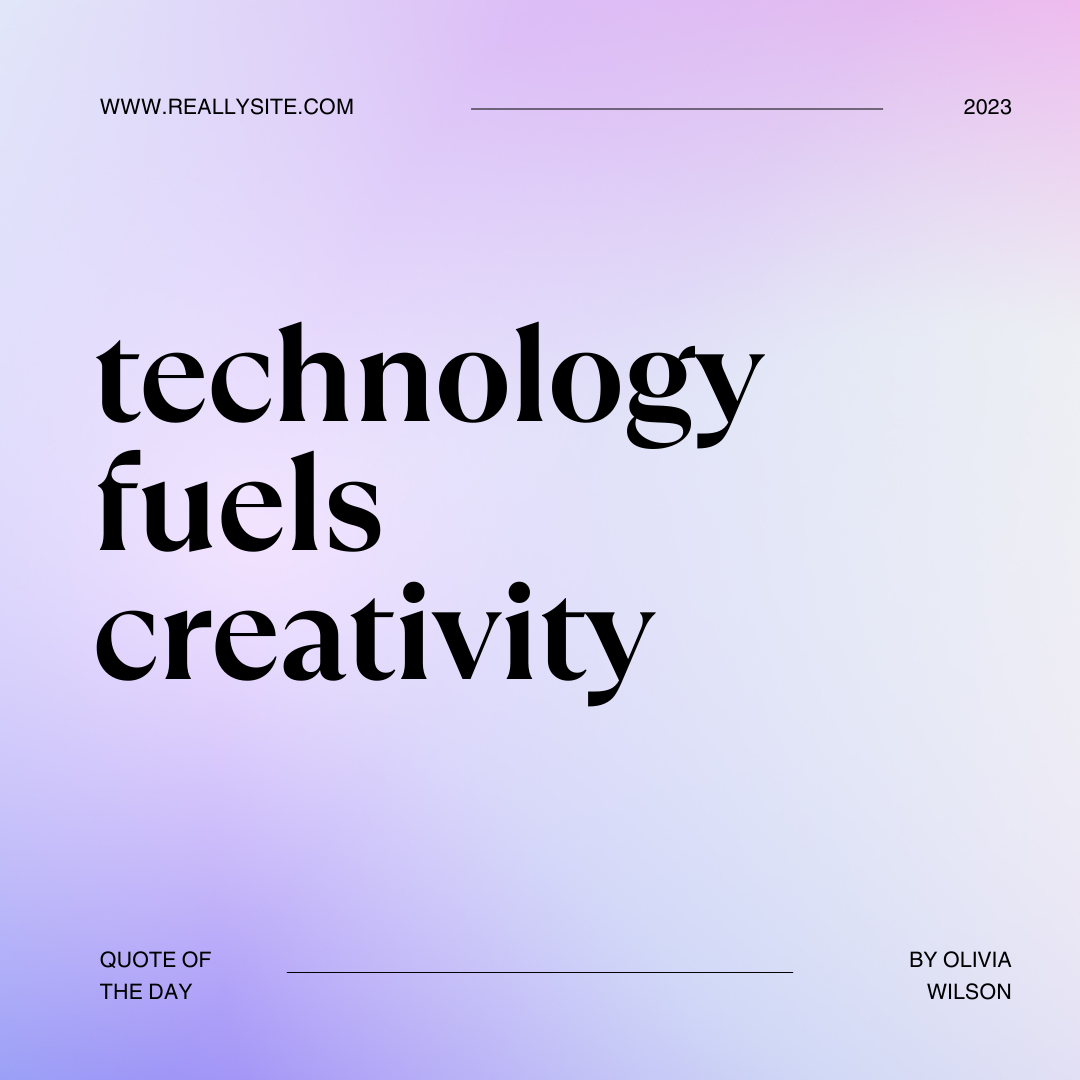 WWW.REALLYSITE.COM 2023
technology
fuels
creativity
QUOTE OF
THE DAY
BY OLIVIA
WILSON